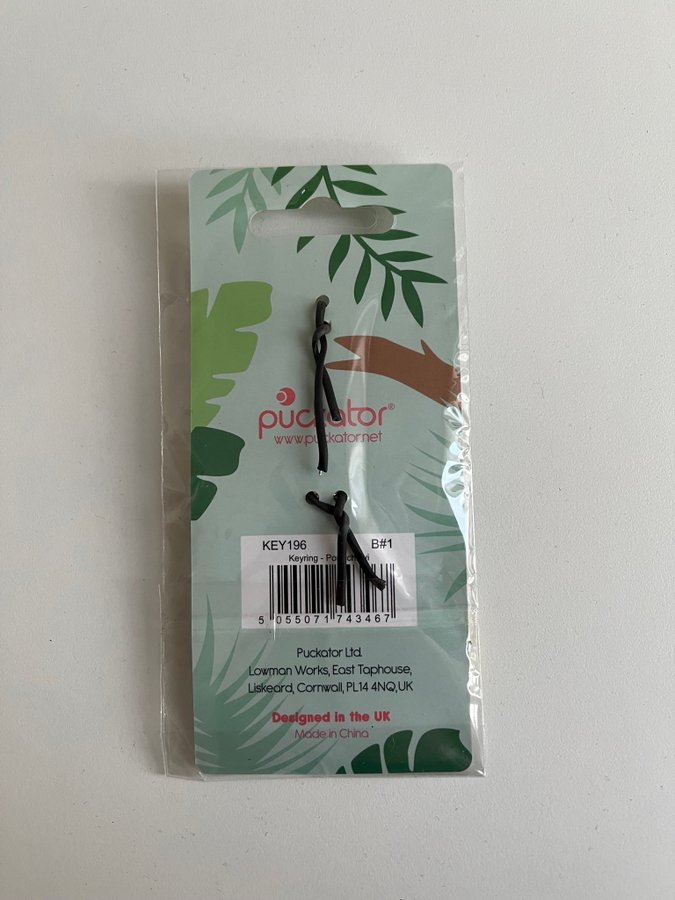 puckator®
www.puckator.net
KEY196 B#1
Keyring -
5 055071 743467
Puckator Ltd.
Lowman Works, East Taphouse,
Liskeard, Cornwall, PL14 4NQ, UK
Designed in the UK
Made in China